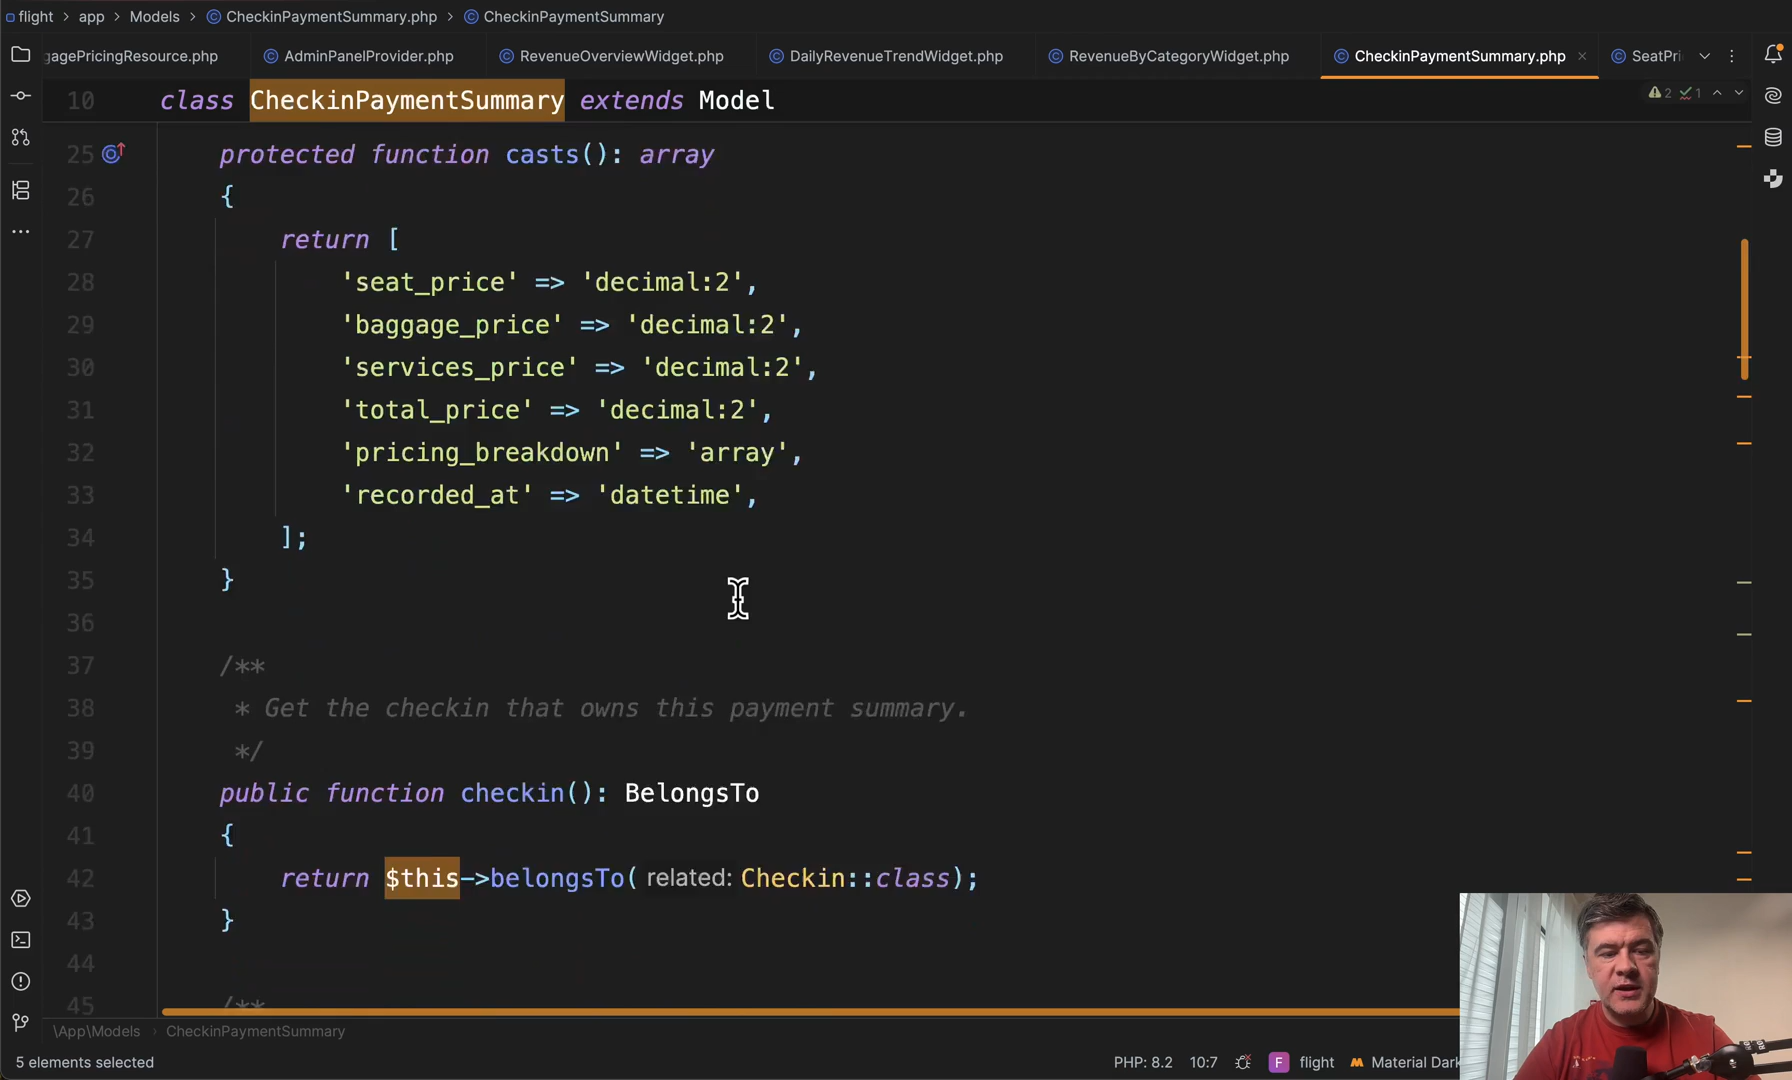 flight > app > Models > CheckinPaymentSummary.php > CheckinPaymentSummary
gagePricingResource.php AdminPanelProvider.php RevenueOverviewWidget.php DailyRevenueTrendWidget.php RevenueByCategoryWidget.php CheckinPaymentSummary.php SeatPri
10 class CheckinPaymentSummary extends Model
2 1
25 protected function casts(): array
26 {
27 return [
28 'seat_price' => 'decimal:2',
29 'baggage_price' => 'decimal:2',
30 'services_price' => 'decimal:2',
31 'total_price' => 'decimal:2',
32 'pricing_breakdown' => 'array',
33 'recorded_at' => 'datetime',
34 ];
35 }
36
37 /**
38 * Get the checkin that owns this payment summary.
39 */
40 public function checkin(): BelongsTo
41 {
42 return $this->belongsTo( related: Checkin::class);
43 }
44
45 /**
\App\Models > CheckinPaymentSummary
5 elements selected PHP: 8.2 10:7 F flight Material Dark